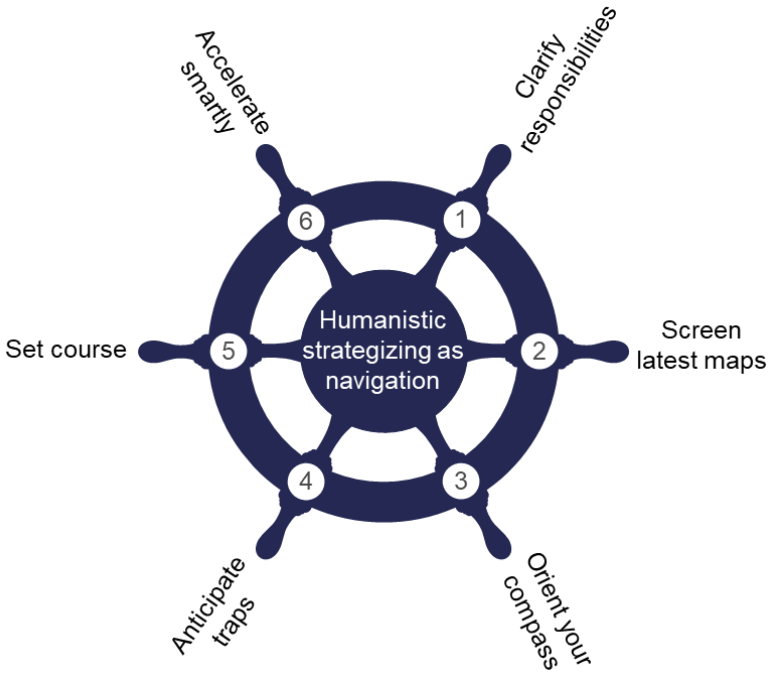 Humanistic
strategizing as
navigation
1
Clarify
responsibilities
2
Screen
latest maps
3
Orient your
compass
4
Anticipate
traps
5
Set course
6
Accelerate
smartly